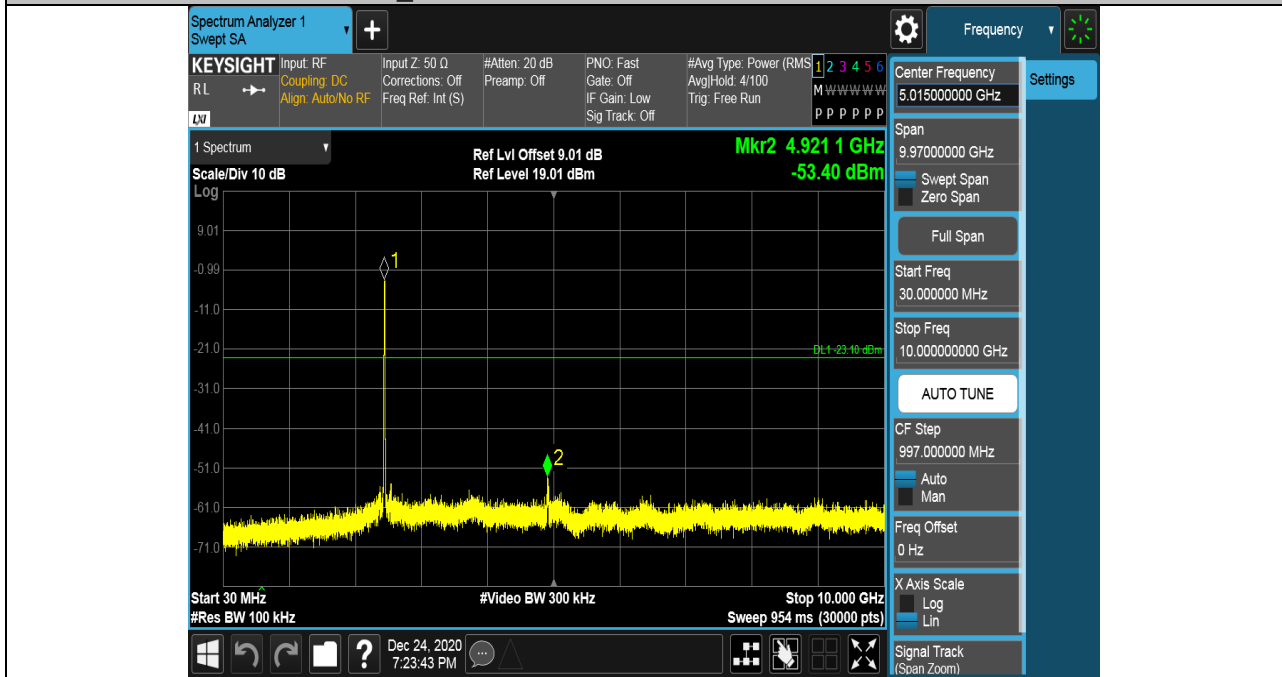 Spectrum Analyzer 1
Swept SA
+
Frequency
KEYSIGHT
RL
LXI
Input: RF
Coupling: DC
Align: Auto/No RF
Input Z: 50 Ω
Corrections: Off
Freq Ref: Int (S)
#Atten: 20 dB
Preamp: Off
PNO: Fast
Gate: Off
IF Gain: Low
Sig Track: Off
#Avg Type: Power (RMS
Avg|Hold: 4/100
Trig: Free Run
1 2 3 4 5 6
M W W W W W
P P P P P P
1 Spectrum
Scale/Div 10 dB
Log
Ref Lvl Offset 9.01 dB
Ref Level 19.01 dBm
Mkr2 4.921 1 GHz
-53.40 dBm
9.01
-0.99
-11.0
-21.0
-31.0
-41.0
-51.0
-61.0
-71.0
1
DL1 -23.10 dBm
2
Start 30 MHz
#Res BW 100 kHz
#Video BW 300 kHz
Stop 10.000 GHz
Sweep 954 ms (30000 pts)
?
Dec 24, 2020
7:23:43 PM
Center Frequency
5.015000000 GHz
Span
9.97000000 GHz
Swept Span
Zero Span
Full Span
Start Freq
30.000000 MHz
Stop Freq
10.000000000 GHz
AUTO TUNE
CF Step
997.000000 MHz
Auto
Man
Freq Offset
0 Hz
X Axis Scale
Log
Lin
Signal Track
(Span Zoom)
Settings